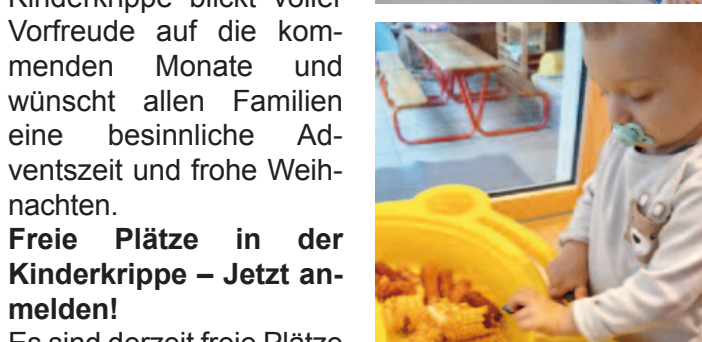 Kinderkrippe blickt voller
Vorfreude auf die kom-
menden Monate und
wünscht allen Familien
eine besinnliche Ad-
ventszeit und frohe Weih-
nachten.
Freie Plätze in der
Kinderkrippe – Jetzt an-
melden!
Es sind derzeit freie Plätze